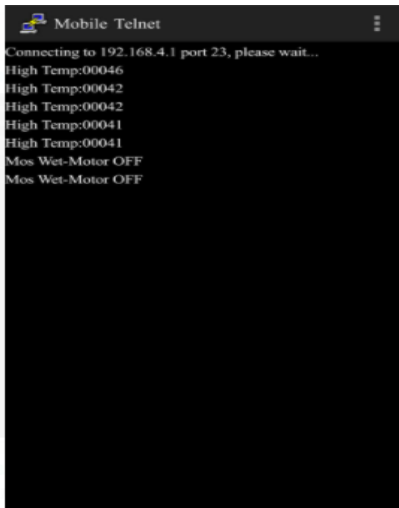 Mobile Telnet
Connecting to 192.168.4.1 port 23, please wait...
High Temp:00046
High Temp:00042
High Temp:00042
High Temp:00041
High Temp:00041
Mos Wet-Motor OFF
Mos Wet-Motor OFF